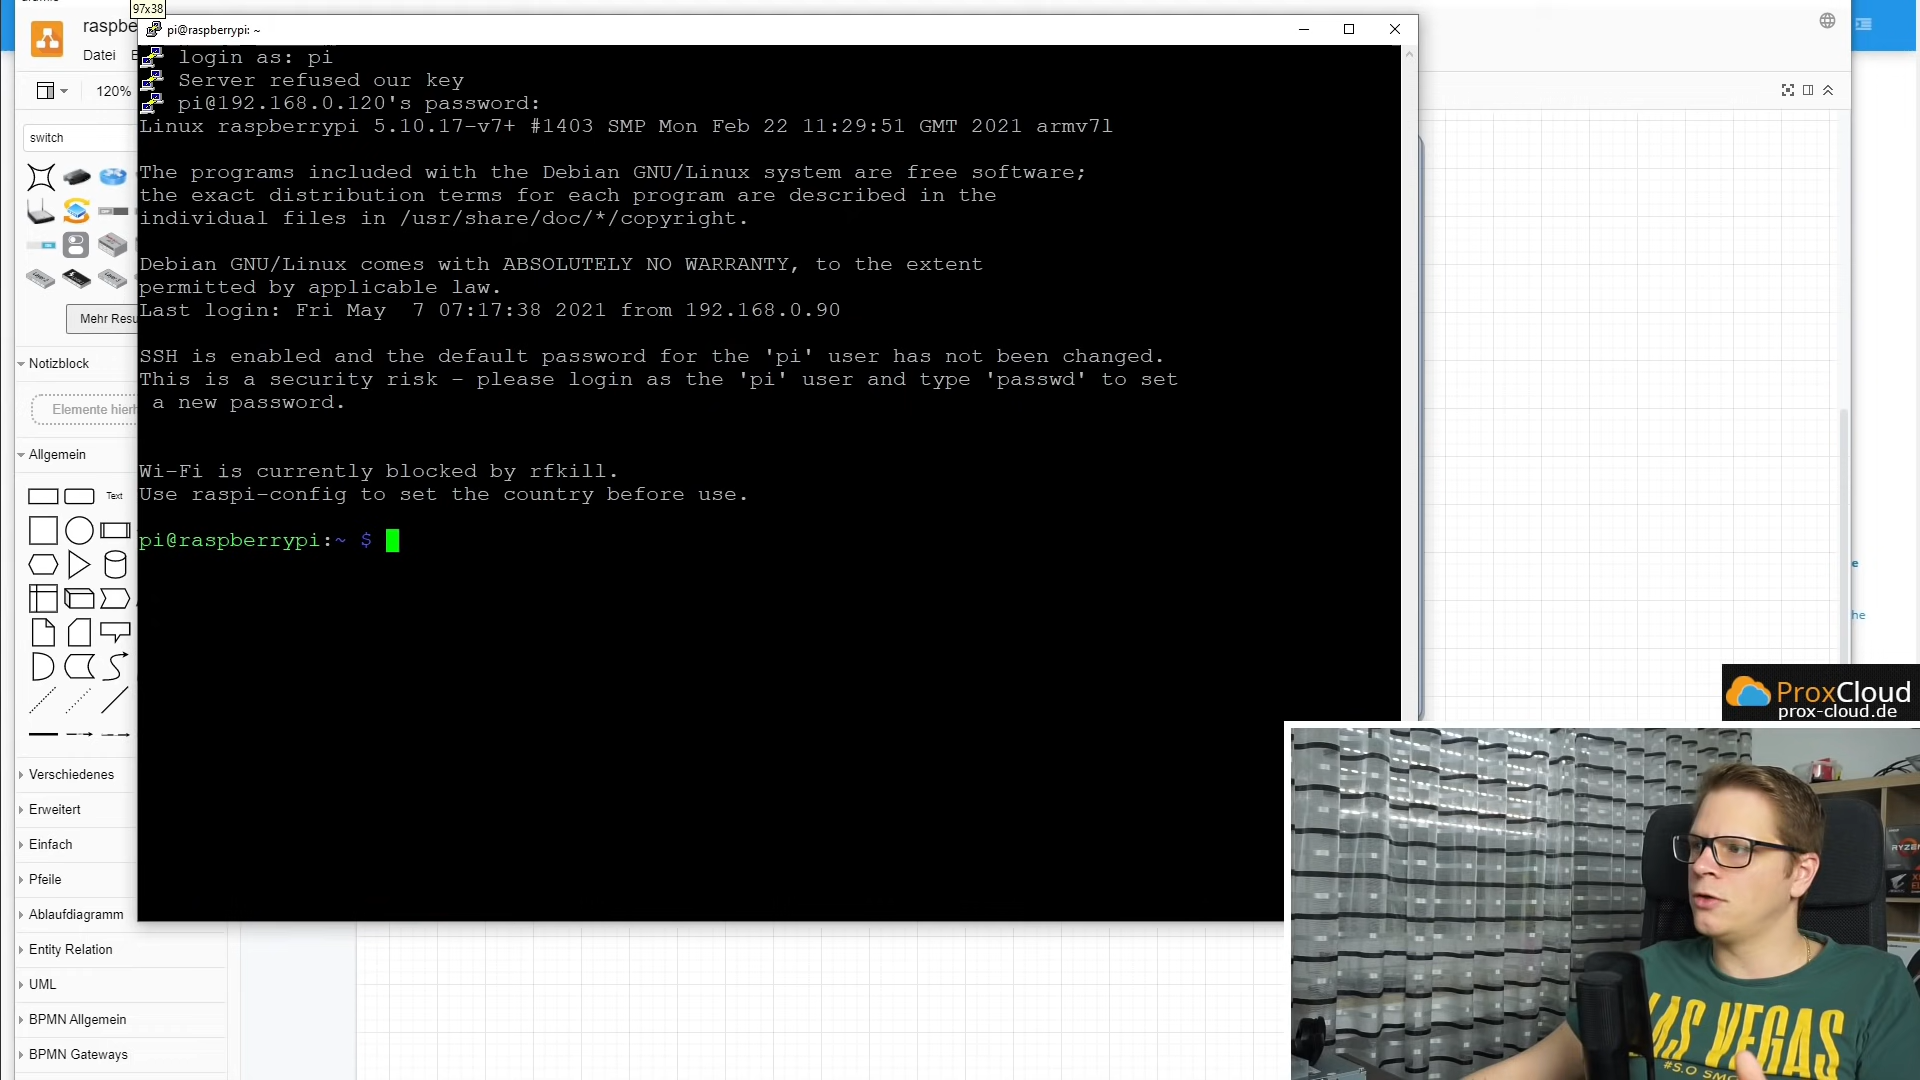 97x38
raspbe
pi@raspberrypi: ~
Datei
120%
switch
Mehr Resu
Notizblock
Elemente hierh
Allgemein
Text
Verschiedenes
Erweitert
Einfach
Pfeile
Ablaufdiagramm
Entity Relation
UML
BPMN Allgemein
BPMN Gateways
login as: pi
Server refused our key
pi@192.168.0.120's password:
Linux raspberrypi 5.10.17-v7+ #1403 SMP Mon Feb 22 11:29:51 GMT 2021 armv7l
The programs included with the Debian GNU/Linux system are free software;
the exact distribution terms for each program are described in the
individual files in /usr/share/doc/*/copyright.
Debian GNU/Linux comes with ABSOLUTELY NO WARRANTY, to the extent
permitted by applicable law.
Last login: Fri May  7 07:17:38 2021 from 192.168.0.90
SSH is enabled and the default password for the 'pi' user has not been changed.
This is a security risk - please login as the 'pi' user and type 'passwd' to set
a new password.
Wi-Fi is currently blocked by rfkill.
Use raspi-config to set the country before use.
pi@raspberrypi:~ $
e
he
ProxCloud
prox-cloud.de
RYZEN
LAS VEGAS